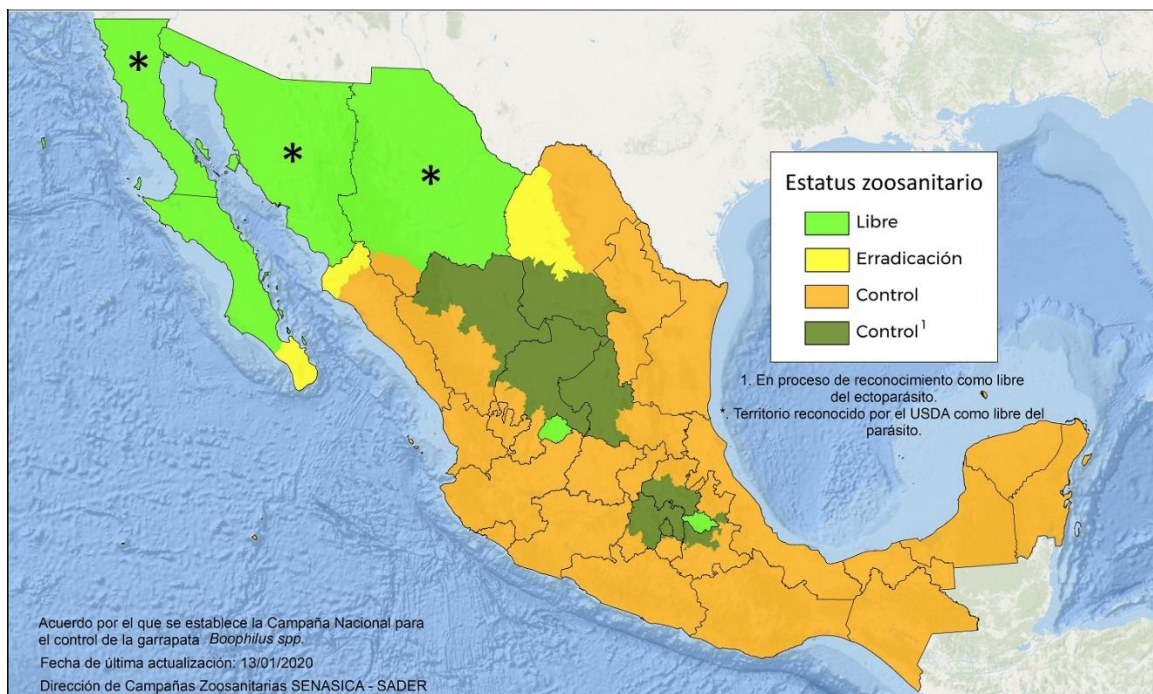 *
*
*
Estatus zoosanitario
Libre
Erradicación
Control
Control¹
1. En proceso de reconocimiento como libre
del ectoparásito.
*. Territorio reconocido por el USDA como libre del
parásito.
Acuerdo por el que se establece la Campaña Nacional para
el control de la garrapata Boophilus spp.
Fecha de última actualización: 13/01/2020
Dirección de Campañas Zoosanitarias SENASICA - SADER